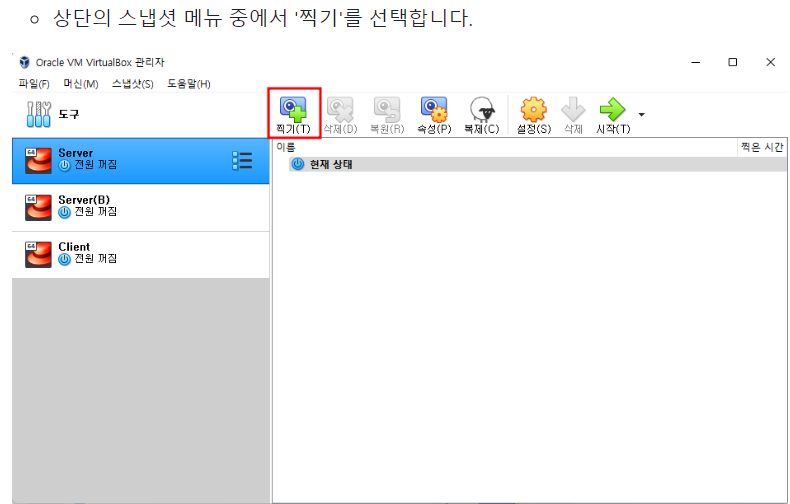 상단의 스냅셧 메뉴 중에서 '찍기'를 선택합니다.
Oracle VM VirtualBox 관리자
파일(F) 머신(M) 스냅샷(S) 도움말(H)
도구
찍기(T) 삭제(D) 복원(R) 속성(P) 복제(C) 설정(S) 삭제 시작(T)
이름 찍은 시간
현재 상태
64
Server
전원 꺼짐
64
Server(B)
전원 꺼짐
64
Client
전원 꺼짐